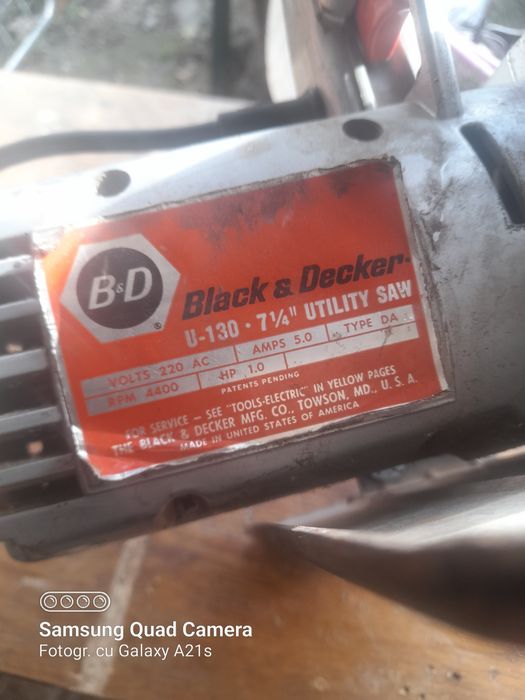 B&D
®
Black & Decker
U-130 • 7¼" UTILITY SAW
VOLTS 220 AC AMPS 5.0 TYPE DA
RPM 4400 HP 1.0
PATENTS PENDING
FOR SERVICE — SEE "TOOLS-ELECTRIC" IN YELLOW PAGES
THE BLACK & DECKER MFG. CO., TOWSON, MD., U. S. A.
MADE IN UNITED STATES OF AMERICA
Samsung Quad Camera
Fotogr. cu Galaxy A21s